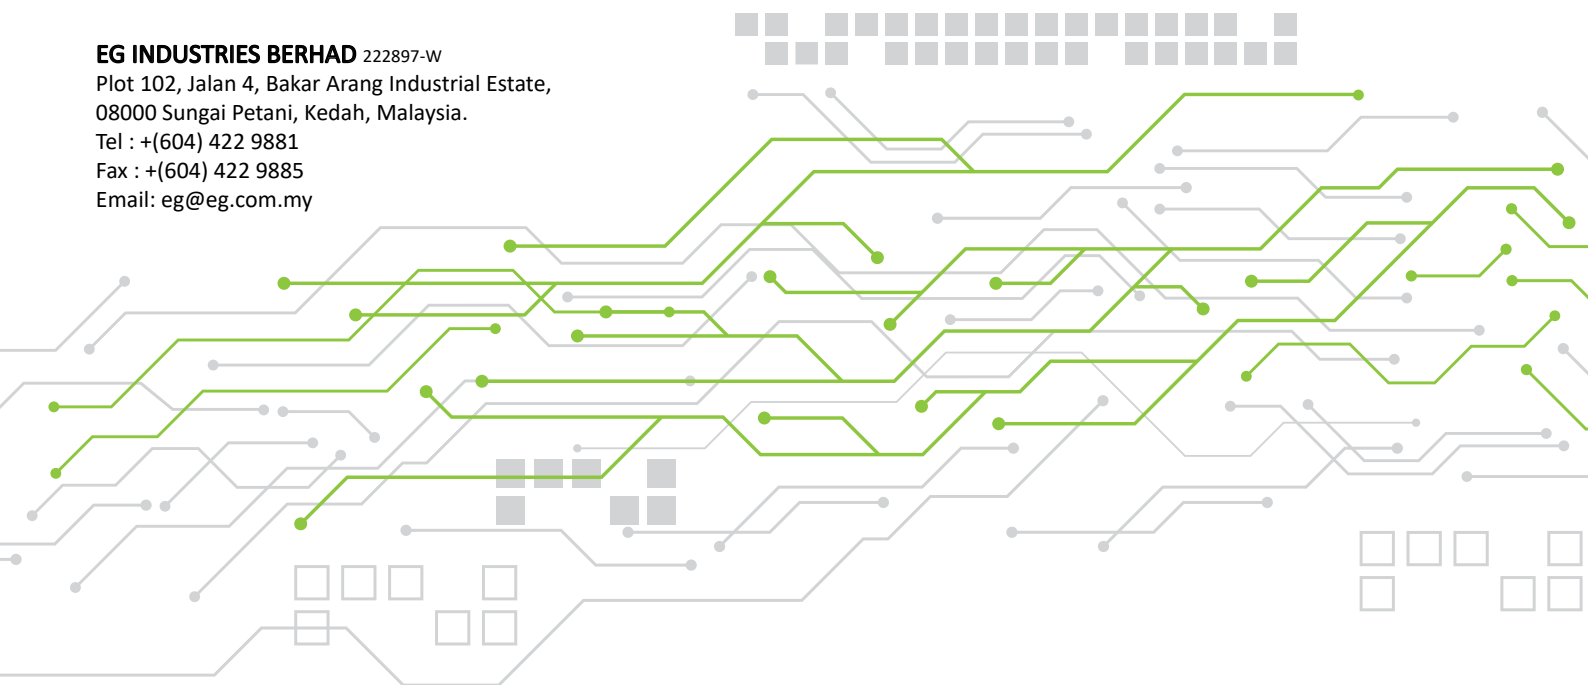 EG INDUSTRIES BERHAD 222897-W
Plot 102, Jalan 4, Bakar Arang Industrial Estate,
08000 Sungai Petani, Kedah, Malaysia.
Tel : +(604) 422 9881
Fax : +(604) 422 9885
Email: eg@eg.com.my